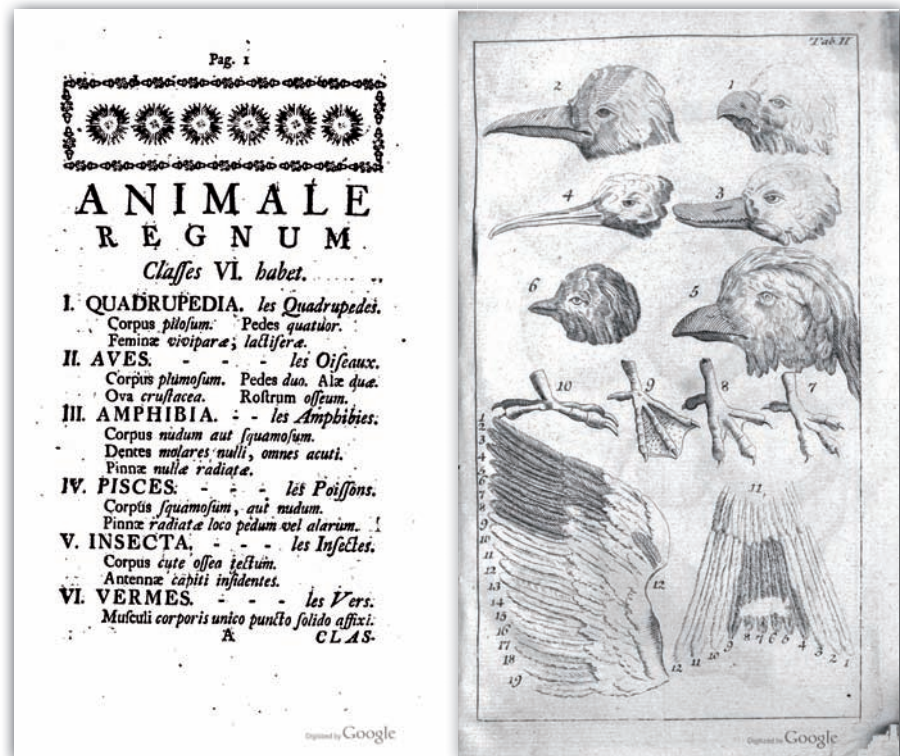 Pag. 1
ANIMALE
REGNUM
Claſſes VI. habet.
I. QUADRUPEDIA. les Quadrupedes.
Corpus piloſum. Pedes quatuor.
Feminæ viviparæ, lactiferæ.
II. AVES. - - - les Oiſeaux.
Corpus plumoſum. Pedes duo. Alæ duæ.
Ova cruſtacea. Roſtrum oſſeum.
III. AMPHIBIA. - - les Amphibies.
Corpus nudum aut ſquamoſum.
Dentes molares nulli, omnes acuti.
Pinnæ nullæ radiatæ.
IV. PISCES. - - - les Poiſſons.
Corpus ſquamoſum, aut nudum.
Pinnæ radiatæ loco pedum vel alarum.
V. INSECTA. - - - les Inſectes.
Corpus cute oſſea tectum.
Antennæ capiti inſidentes.
VI. VERMES. - - - les Vers.
Muſculi corporis unico puncto ſolido affixi.
A CLAS-
Digitized by Google
Tab. II
2 1
4 3
6 5
10 9 8 7
1
2
3
4
5
6
7
8
9
10
11
12
13
14
15
16
17
18
19
12
11
12 11 10 9 8 7 6 5 4 3 2 1
Digitized by Google